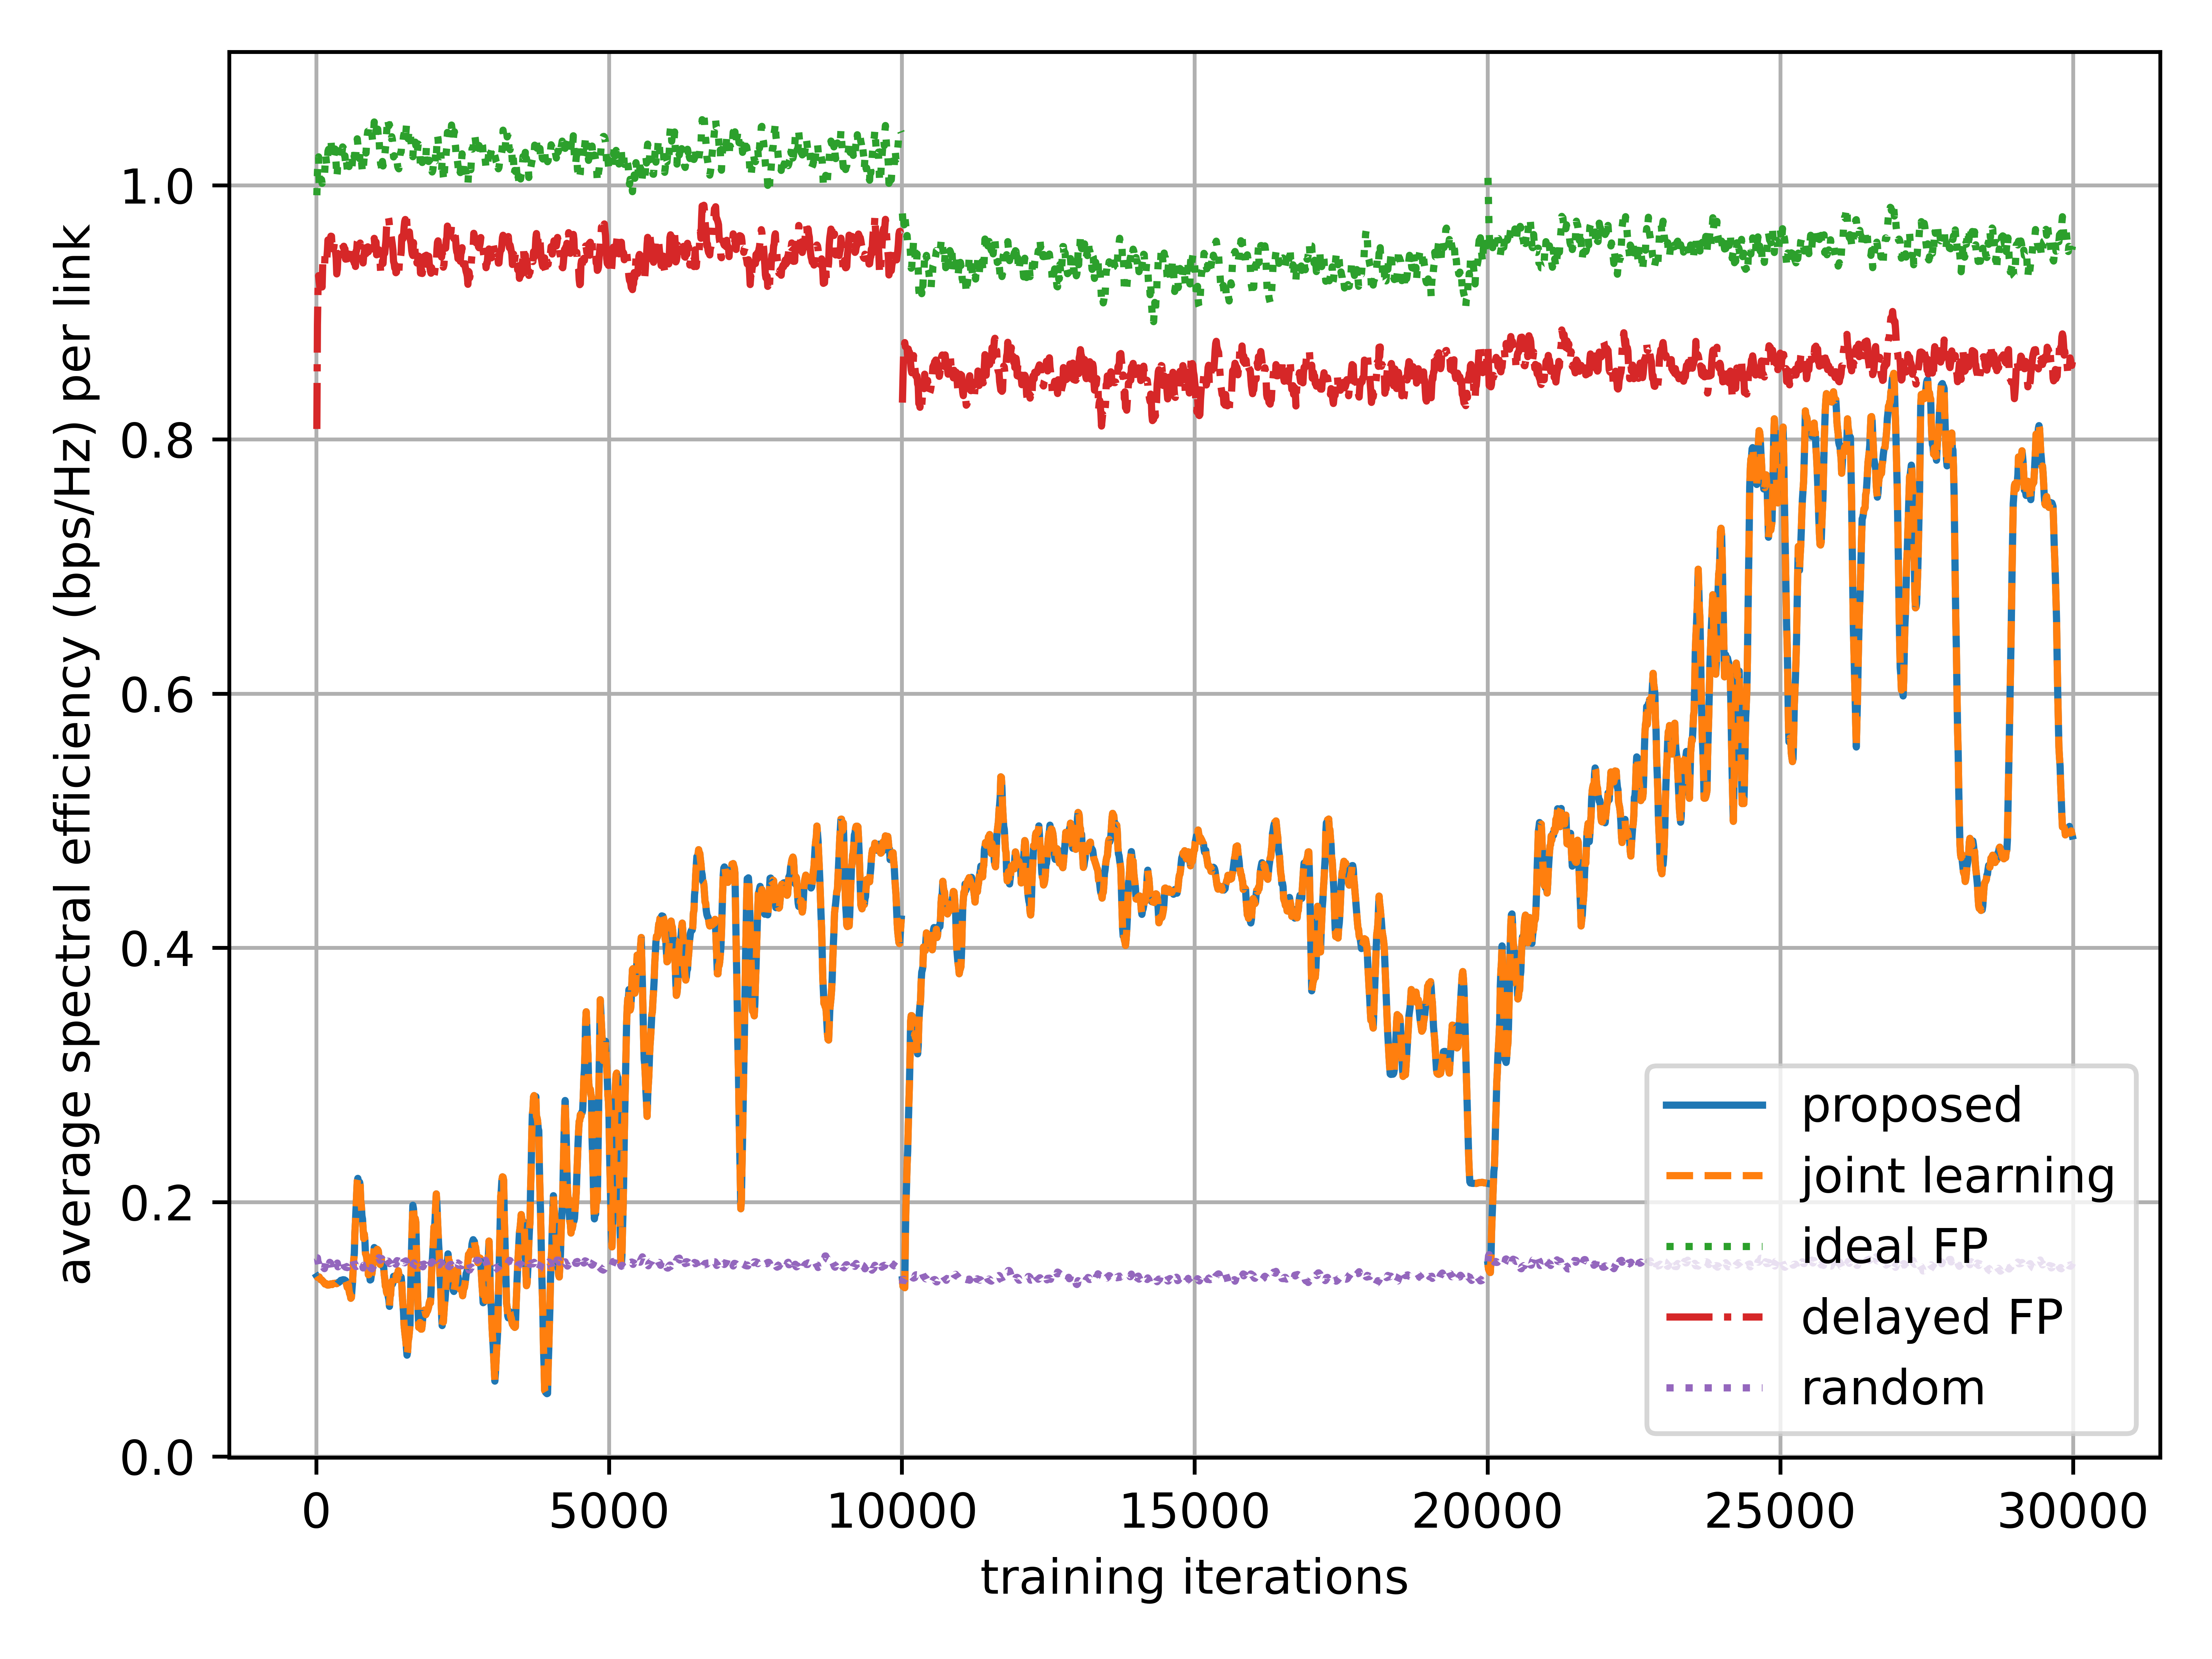 average spectral efficiency (bps/Hz) per link
1.0
0.8
0.6
0.4
0.2
0.0
0 5000 10000 15000 20000 25000 30000
training iterations
proposed
joint learning
ideal FP
delayed FP
random